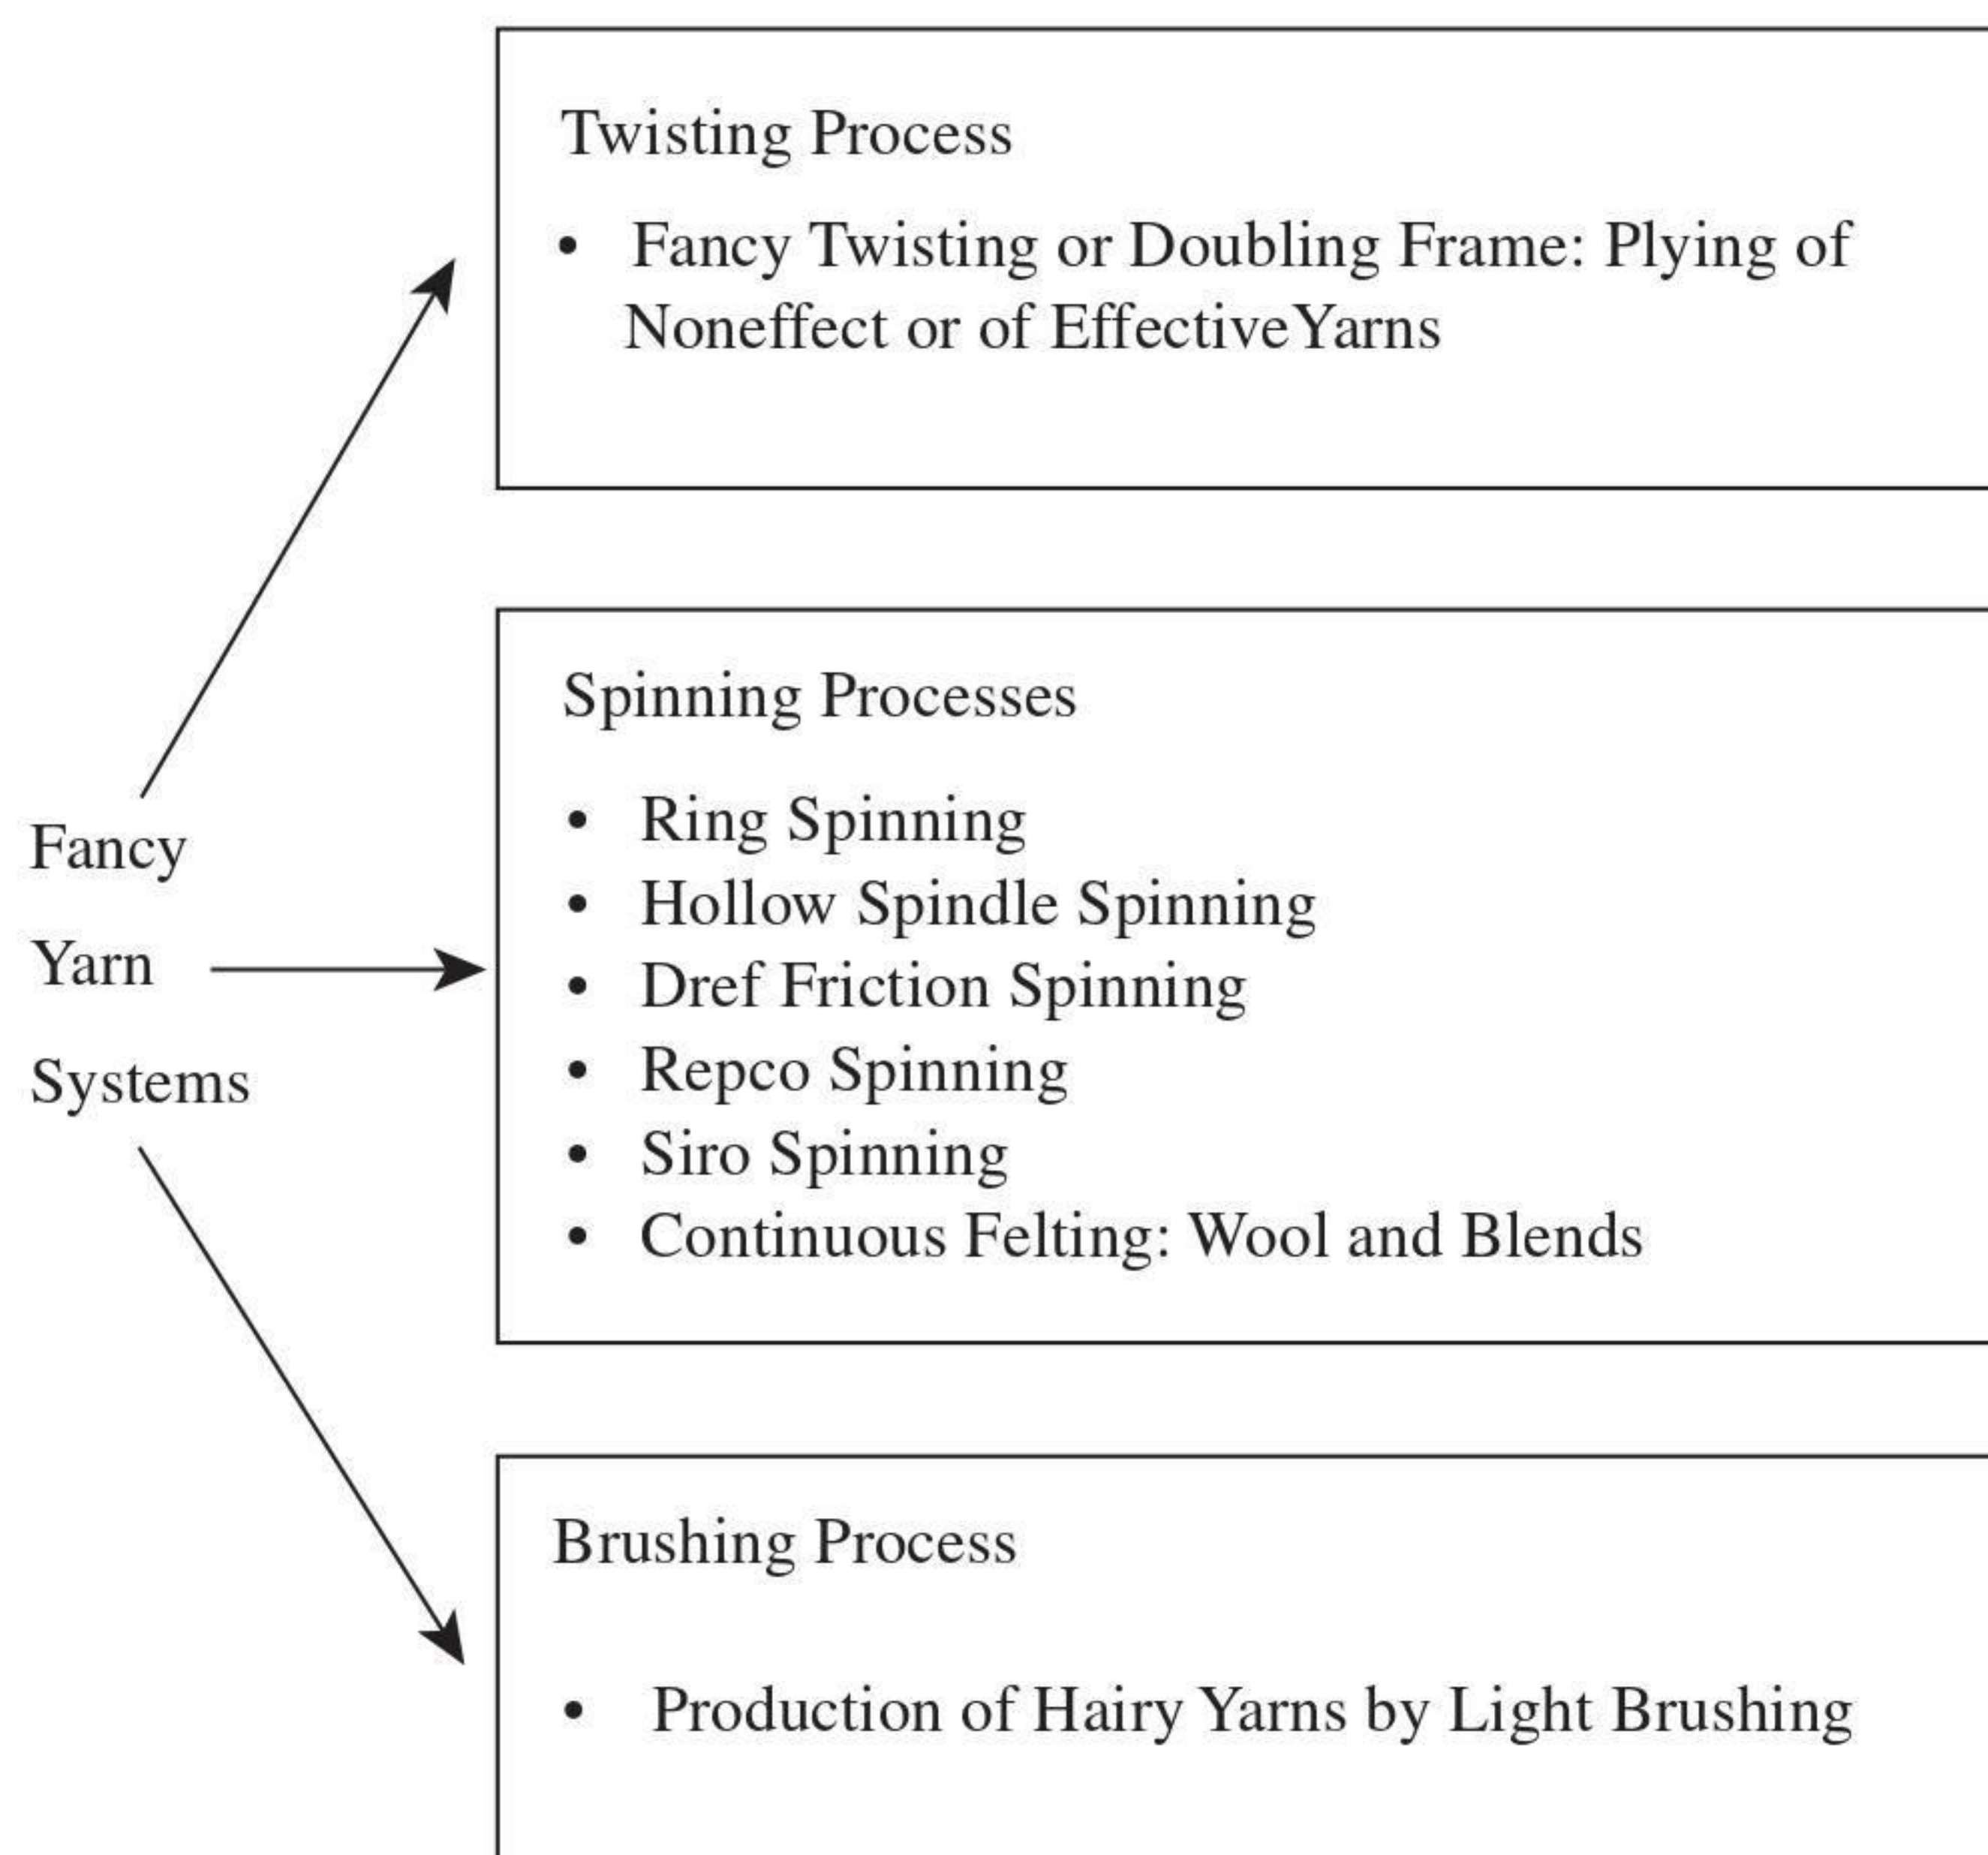 Twisting Process
• Fancy Twisting or Doubling Frame: Plying of
Noneffect or of EffectiveYarns
Fancy
Yarn
Systems
Spinning Processes
• Ring Spinning
• Hollow Spindle Spinning
• Dref Friction Spinning
• Repco Spinning
• Siro Spinning
• Continuous Felting: Wool and Blends
Brushing Process
• Production of Hairy Yarns by Light Brushing